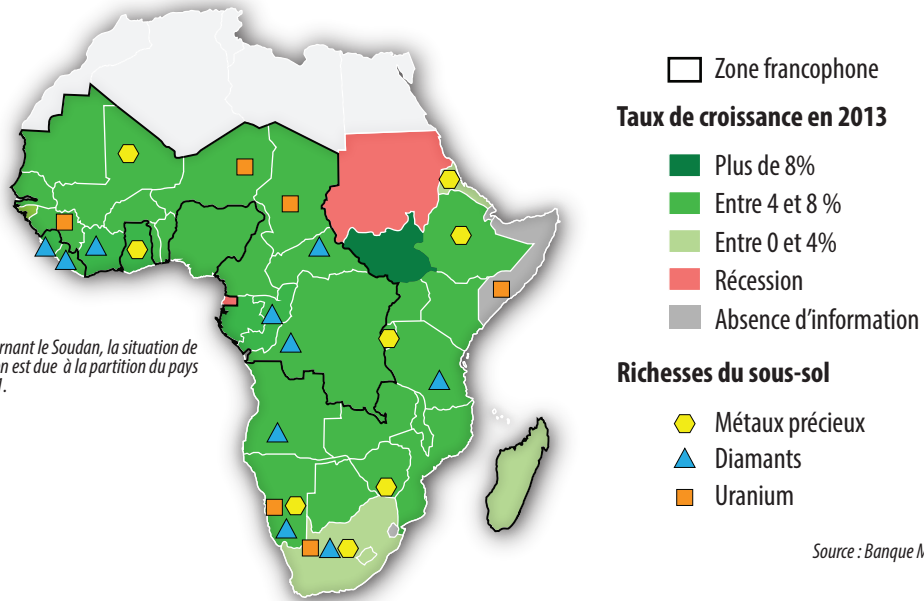 Zone francophone
Taux de croissance en 2013
Plus de 8%
Entre 4 et 8 %
Entre 0 et 4%
Récession
Absence d'information
Richesses du sous-sol
Métaux précieux
Diamants
Uranium
le Soudan, la situation de
est due à la partition du pays
Source : Banque